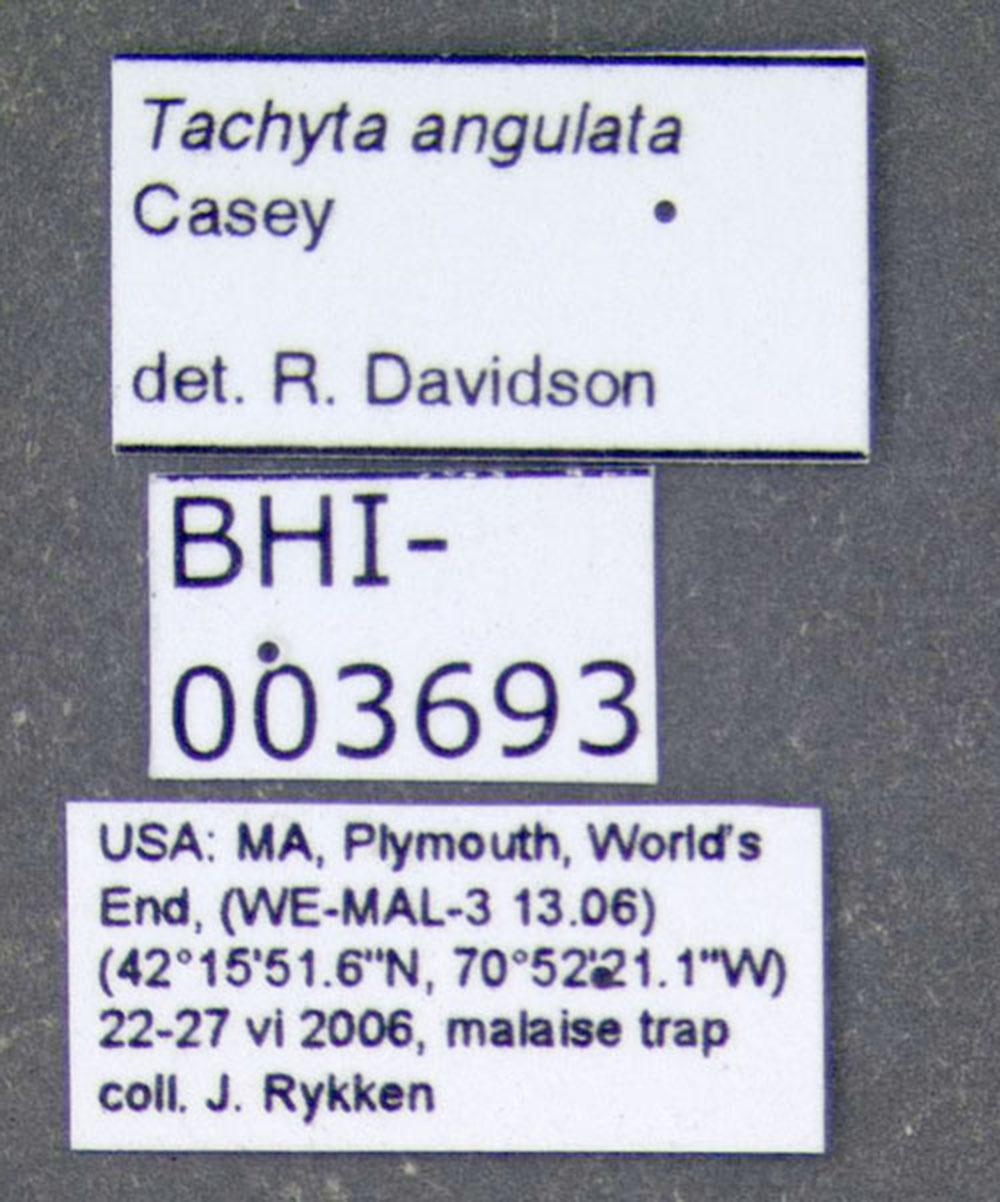 Tachyta angulata
Casey
det. R. Davidson
BHI-
003693
USA: MA, Plymouth, World's
End, (WE-MAL-3 13.06)
(42°15'51.6"N, 70°52'21.1"W)
22-27 vi 2006, malaise trap
coll. J. Rykken